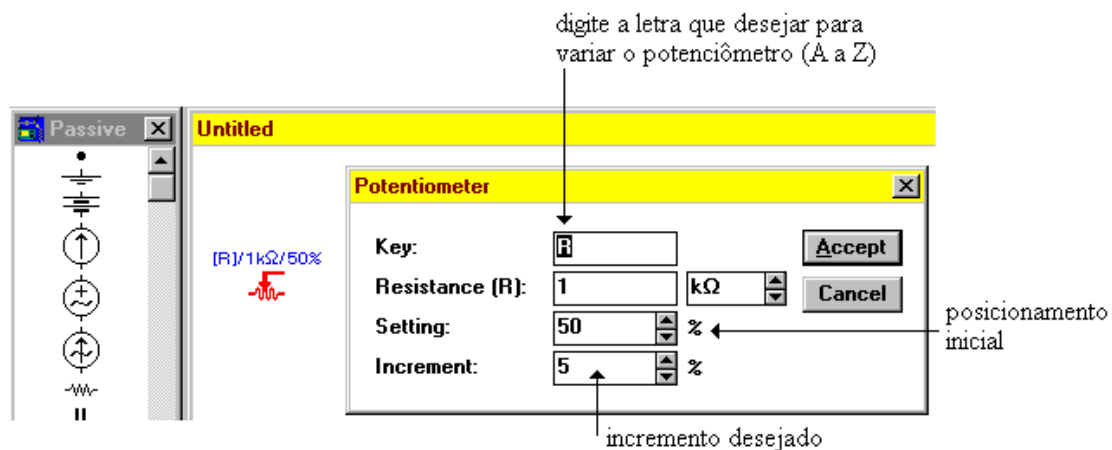 digite a letra que desejar para
variar o potenciômetro (A a Z)
Passive
Untitled
Potentiometer
[R]/1kΩ/50%
Key: R
Accept
Resistance (R): 1 kΩ
Cancel
Setting: 50 %
posicionamento
inicial
Increment: 5 %
incremento desejado